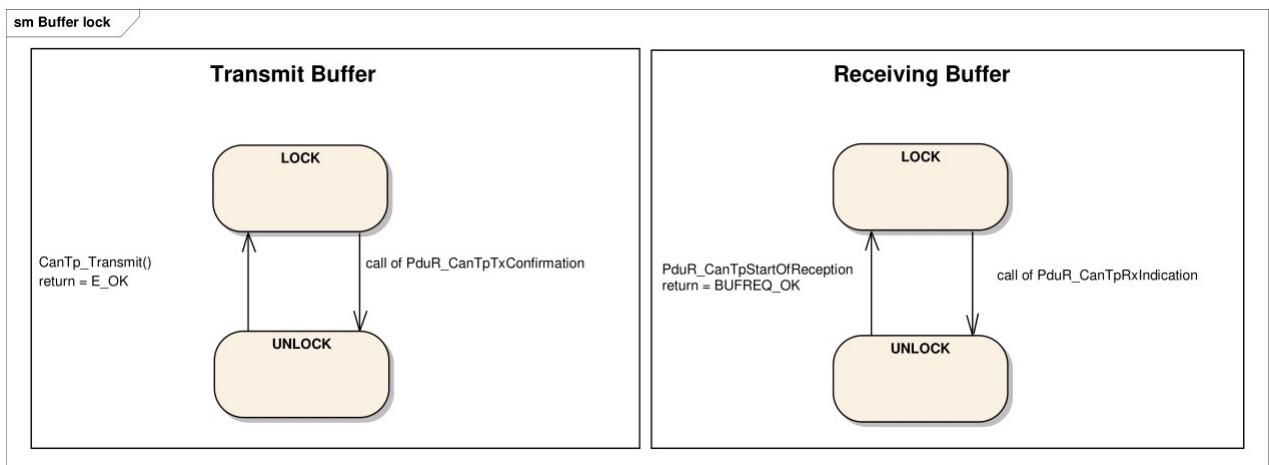 sm Buffer lock
Transmit Buffer
LOCK
CanTp_Transmit()
return = E_OK
call of PduR_CanTpTxConfirmation
UNLOCK
Receiving Buffer
LOCK
PduR_CanTpStartOfReception
return = BUFREQ_OK
call of PduR_CanTpRxIndication
UNLOCK